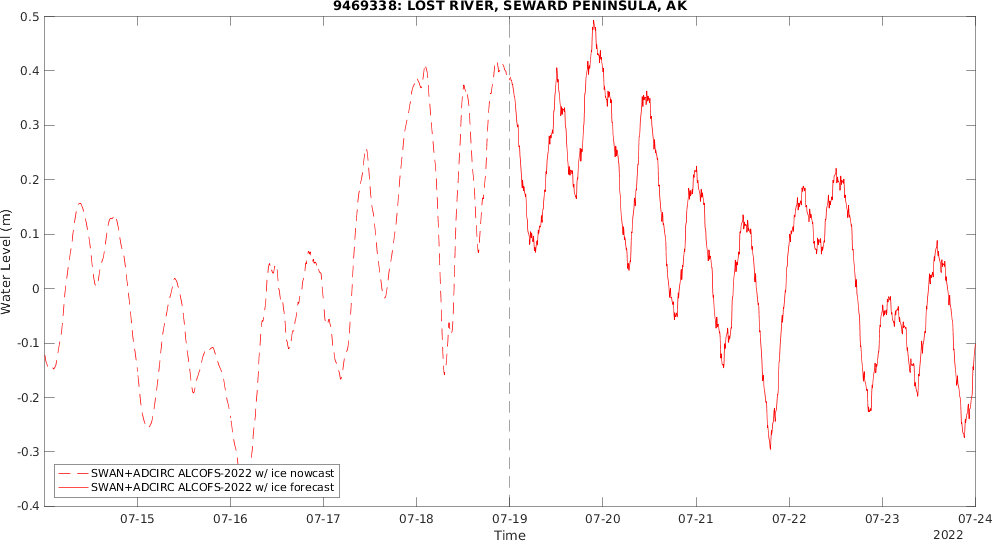 9469338: LOST RIVER, SEWARD PENINSULA, AK
Water Level (m)
0.5
0.4
0.3
0.2
0.1
0
-0.1
-0.2
-0.3
-0.4
SWAN+ADCIRC ALCOFS-2022 w/ ice nowcast
SWAN+ADCIRC ALCOFS-2022 w/ ice forecast
07-15 07-16 07-17 07-18 07-19 07-20 07-21 07-22 07-23 07-24
Time
2022